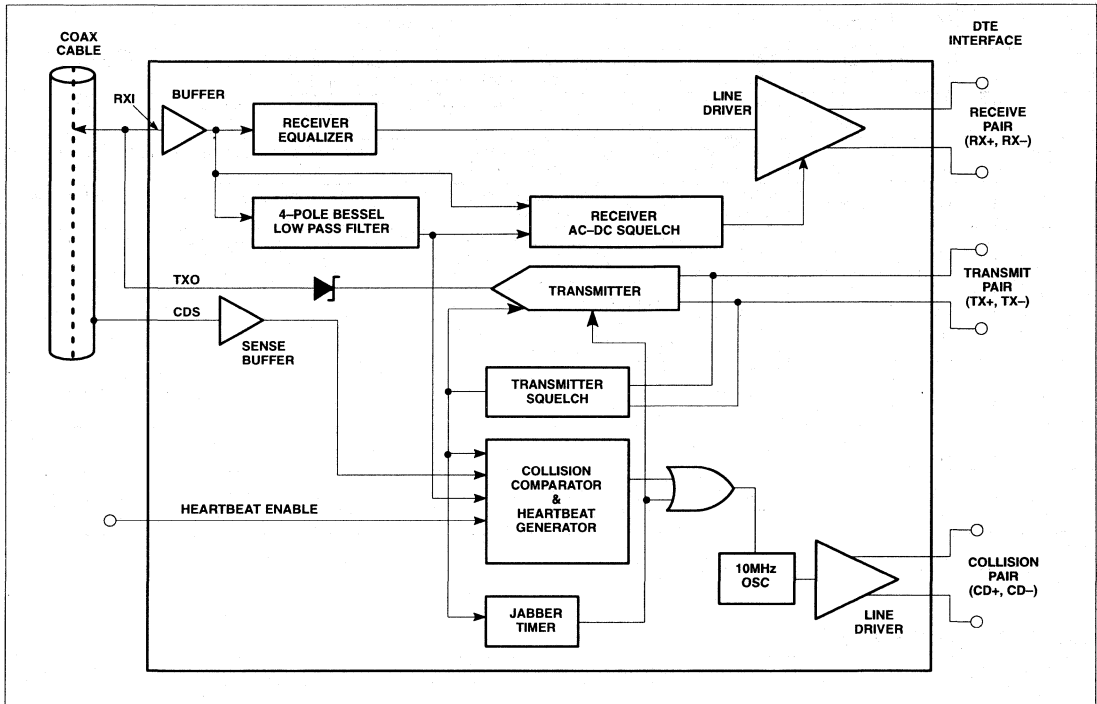 COAX
CABLE
DTE
INTERFACE
RXI
BUFFER
RECEIVER
EQUALIZER
LINE
DRIVER
RECEIVE
PAIR
(RX+, RX–)
4–POLE BESSEL
LOW PASS FILTER
RECEIVER
AC–DC SQUELCH
TXO
TRANSMITTER
TRANSMIT
PAIR
(TX+, TX–)
CDS
SENSE
BUFFER
TRANSMITTER
SQUELCH
COLLISION
COMPARATOR
&
HEARTBEAT
GENERATOR
HEARTBEAT ENABLE
10MHz
OSC
COLLISION
PAIR
(CD+, CD–)
LINE
DRIVER
JABBER
TIMER